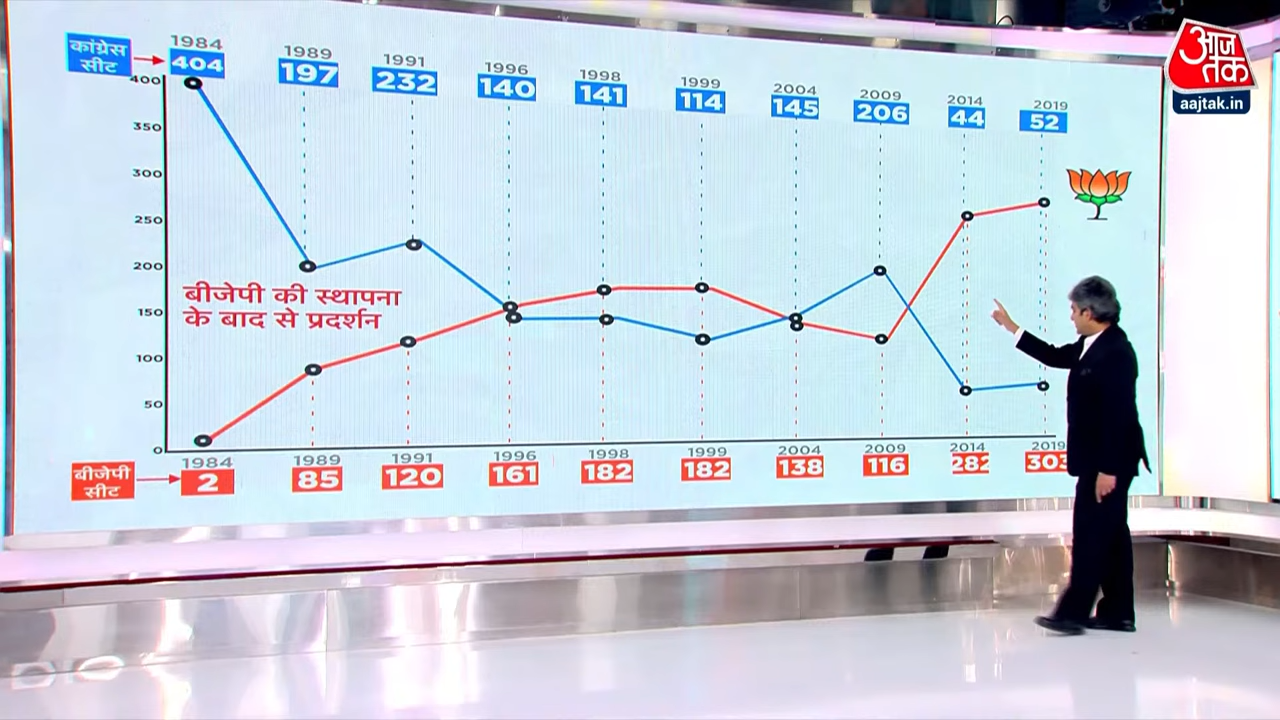 आज
तक
aajtak.in
कांग्रेस
सीट
1984 1989 1991 1996 1998 1999 2004 2009 2014 2019
404 197 232 140 141 114 145 206 44 52
400
350
300
250
200
150
100
50
0
बीजेपी की स्थापना
के बाद से प्रदर्शन
1984 1989 1991 1996 1998 1999 2004 2009 2014 2019
बीजेपी
सीट
2 85 120 161 182 182 138 116 282 303